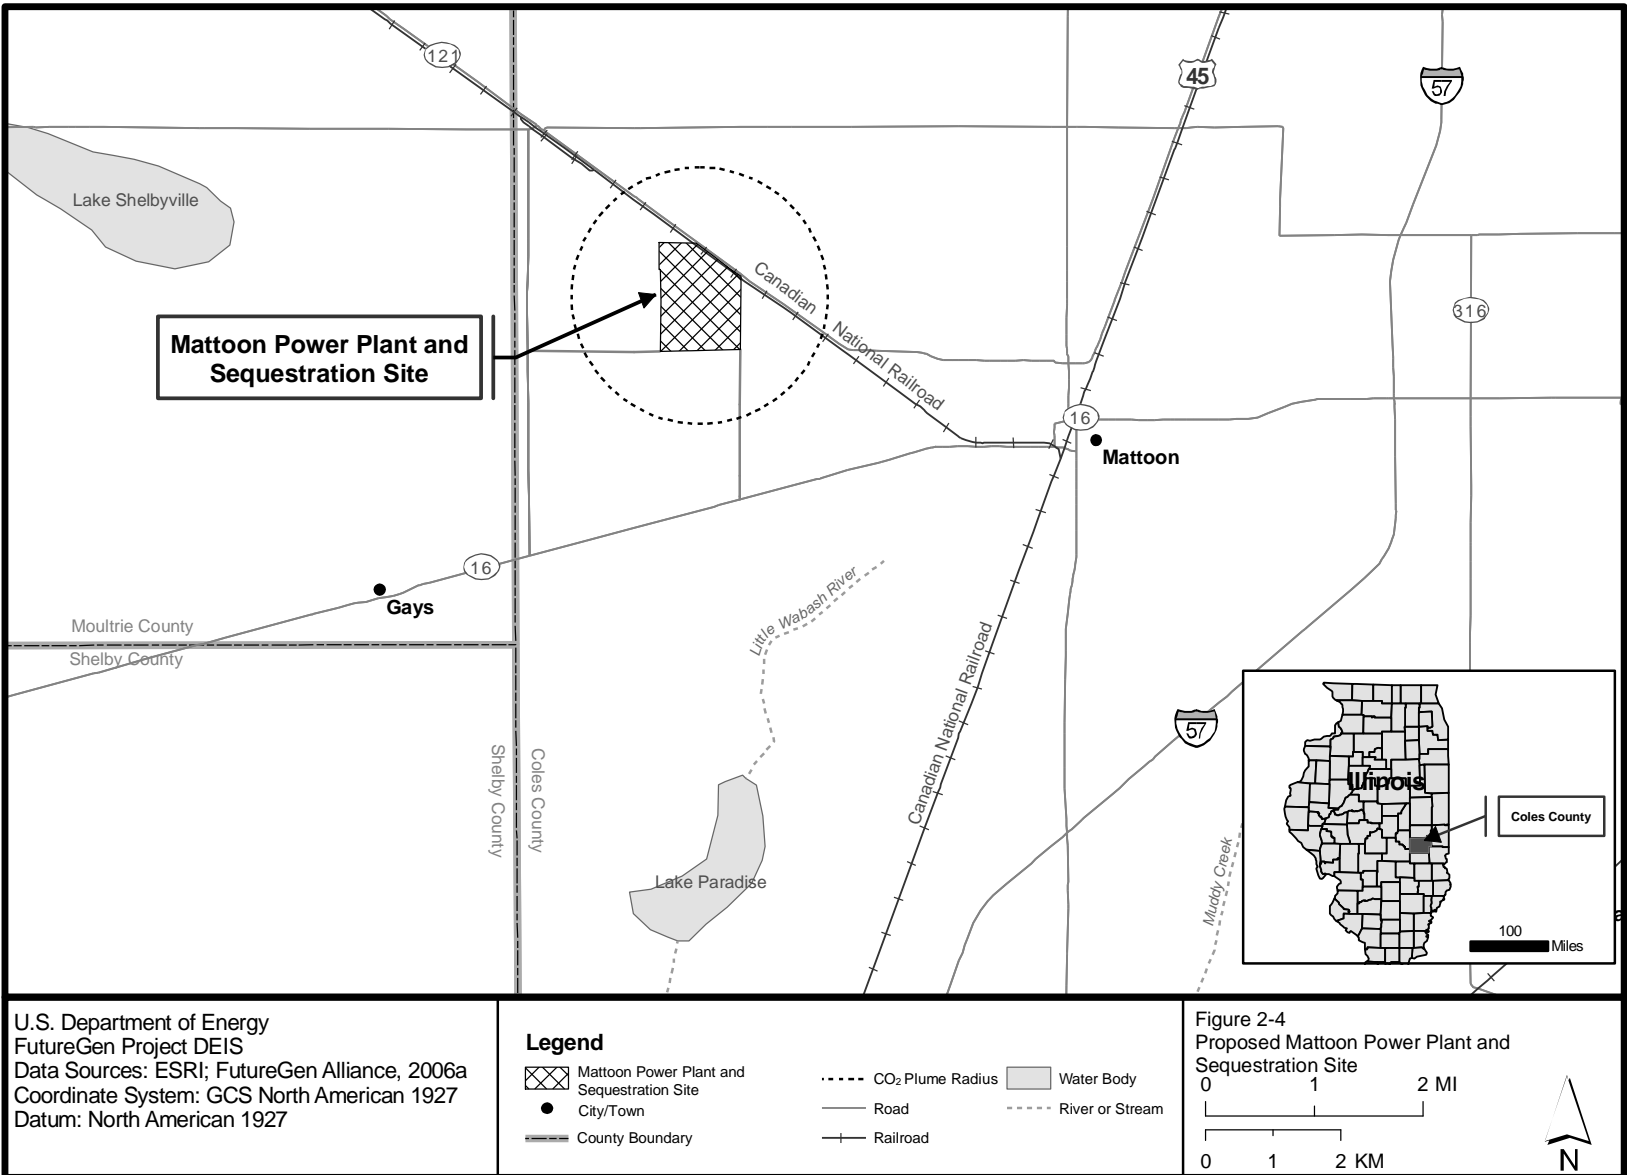 121
45
57
Lake Shelbyville
Canadian
National Railroad
316
Mattoon Power Plant and
Sequestration Site
16
Mattoon
16
Gays
Little Wabash River
Moultrie County
Shelby County
Canadian National Railroad
57
Shelby County
Coles County
Illinois
Coles County
Lake Paradise
Muddy Creek
100
Miles
U.S. Department of Energy
FutureGen Project DEIS
Data Sources: ESRI; FutureGen Alliance, 2006a
Coordinate System: GCS North American 1927
Datum: North American 1927
Legend
Mattoon Power Plant and
Sequestration Site
City/Town
County Boundary
CO₂ Plume Radius
Road
Railroad
Water Body
River or Stream
Figure 2-4
Proposed Mattoon Power Plant and
Sequestration Site
0 1 2 MI
0 1 2 KM
N